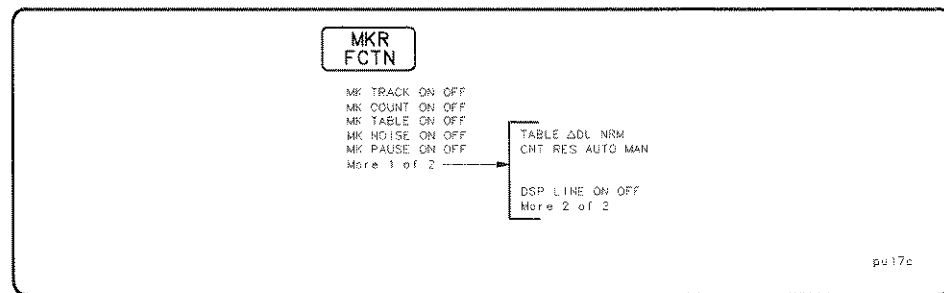 MKR
FCTN
MK TRACK ON OFF
MK COUNT ON OFF
MK TABLE ON OFF
MK NOISE ON OFF
MK PAUSE ON OFF
More 1 of 2
TABLE ΔDL NRM
CNT RES AUTO MAN
DSP LINE ON OFF
More 2 of 2
pu17c